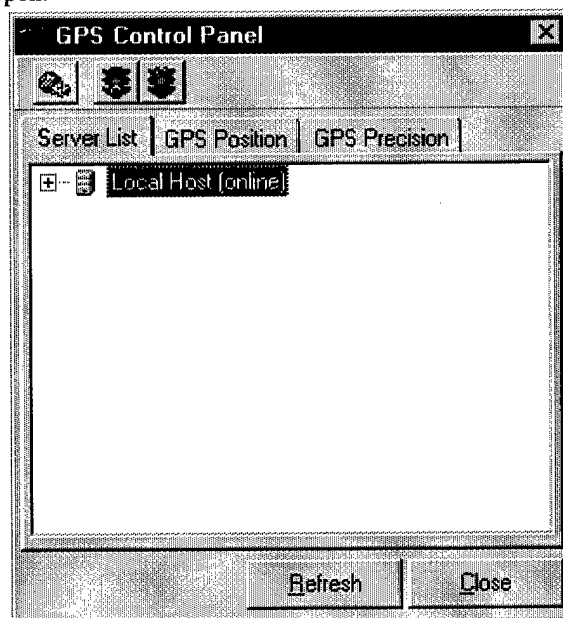 GPS Control Panel
Server List GPS Position GPS Precision
Local Host (online)
Refresh Close